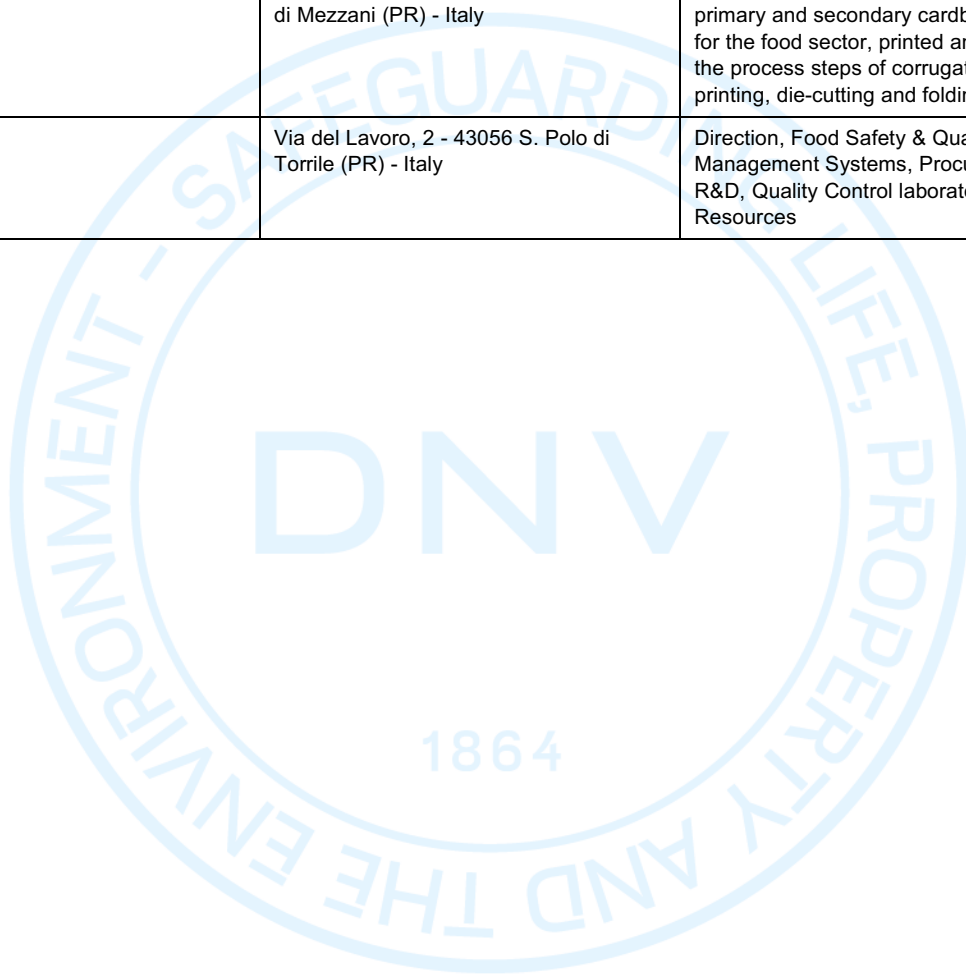 di Mezzani (PR) - Italy
primary and secondary
for the food sector, printed
the process steps of
printing, die-cutting and
Via del Lavoro, 2 - 43056 S. Polo di
Torrile (PR) - Italy
Direction, Food Safety &
Management Systems,
R&D, Quality Control
Resources
SAFEGUARDING LIFE, PROPERTY AND THE ENVIRONMENT -
DNV
1864